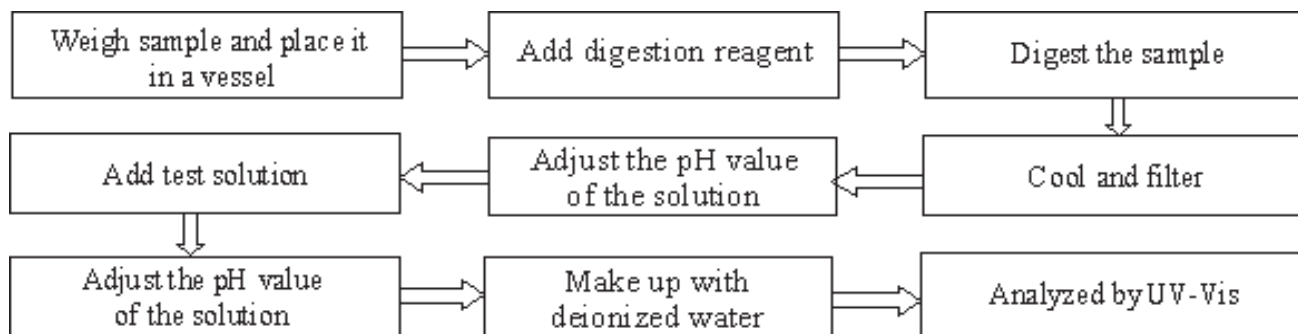 Weigh sample and place it
in a vessel
Add digestion reagent
Digest the sample
Cool and filter
Adjust the pH value
of the solution
Add test solution
Adjust the pH value
of the solution
Make up with
deionized water
Analyzed by UV-Vis